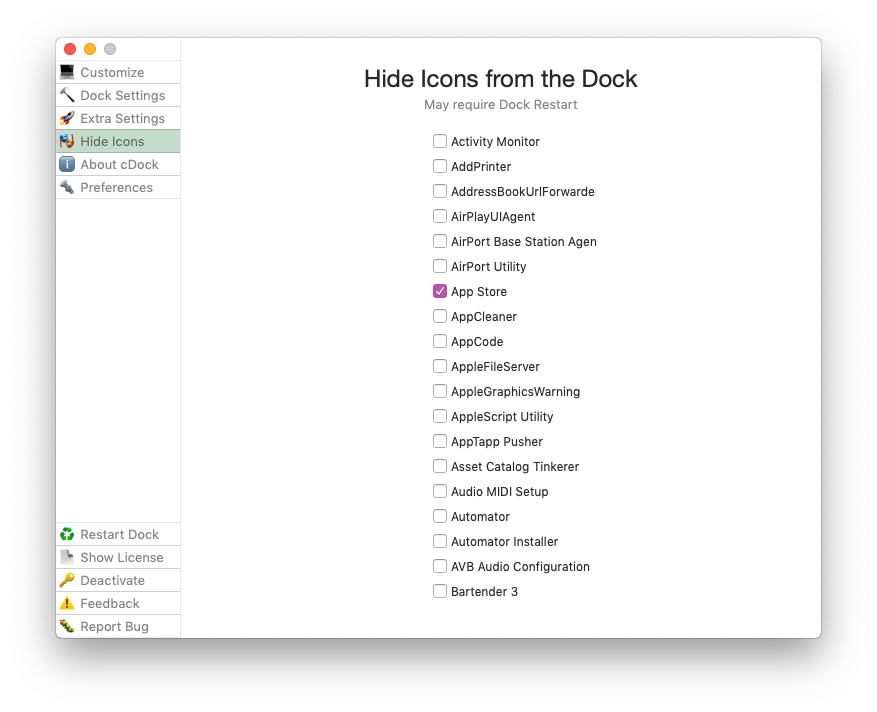 Customize
Dock Settings
Extra Settings
Hide Icons
About cDock
Preferences
Restart Dock
Show License
Deactivate
Feedback
Report Bug
Hide Icons from the Dock
May require Dock Restart
Activity Monitor
AddPrinter
AddressBookUrlForwarde
AirPlayUIAgent
AirPort Base Station Agen
AirPort Utility
App Store
AppCleaner
AppCode
AppleFileServer
AppleGraphicsWarning
AppleScript Utility
AppTapp Pusher
Asset Catalog Tinkerer
Audio MIDI Setup
Automator
Automator Installer
AVB Audio Configuration
Bartender 3